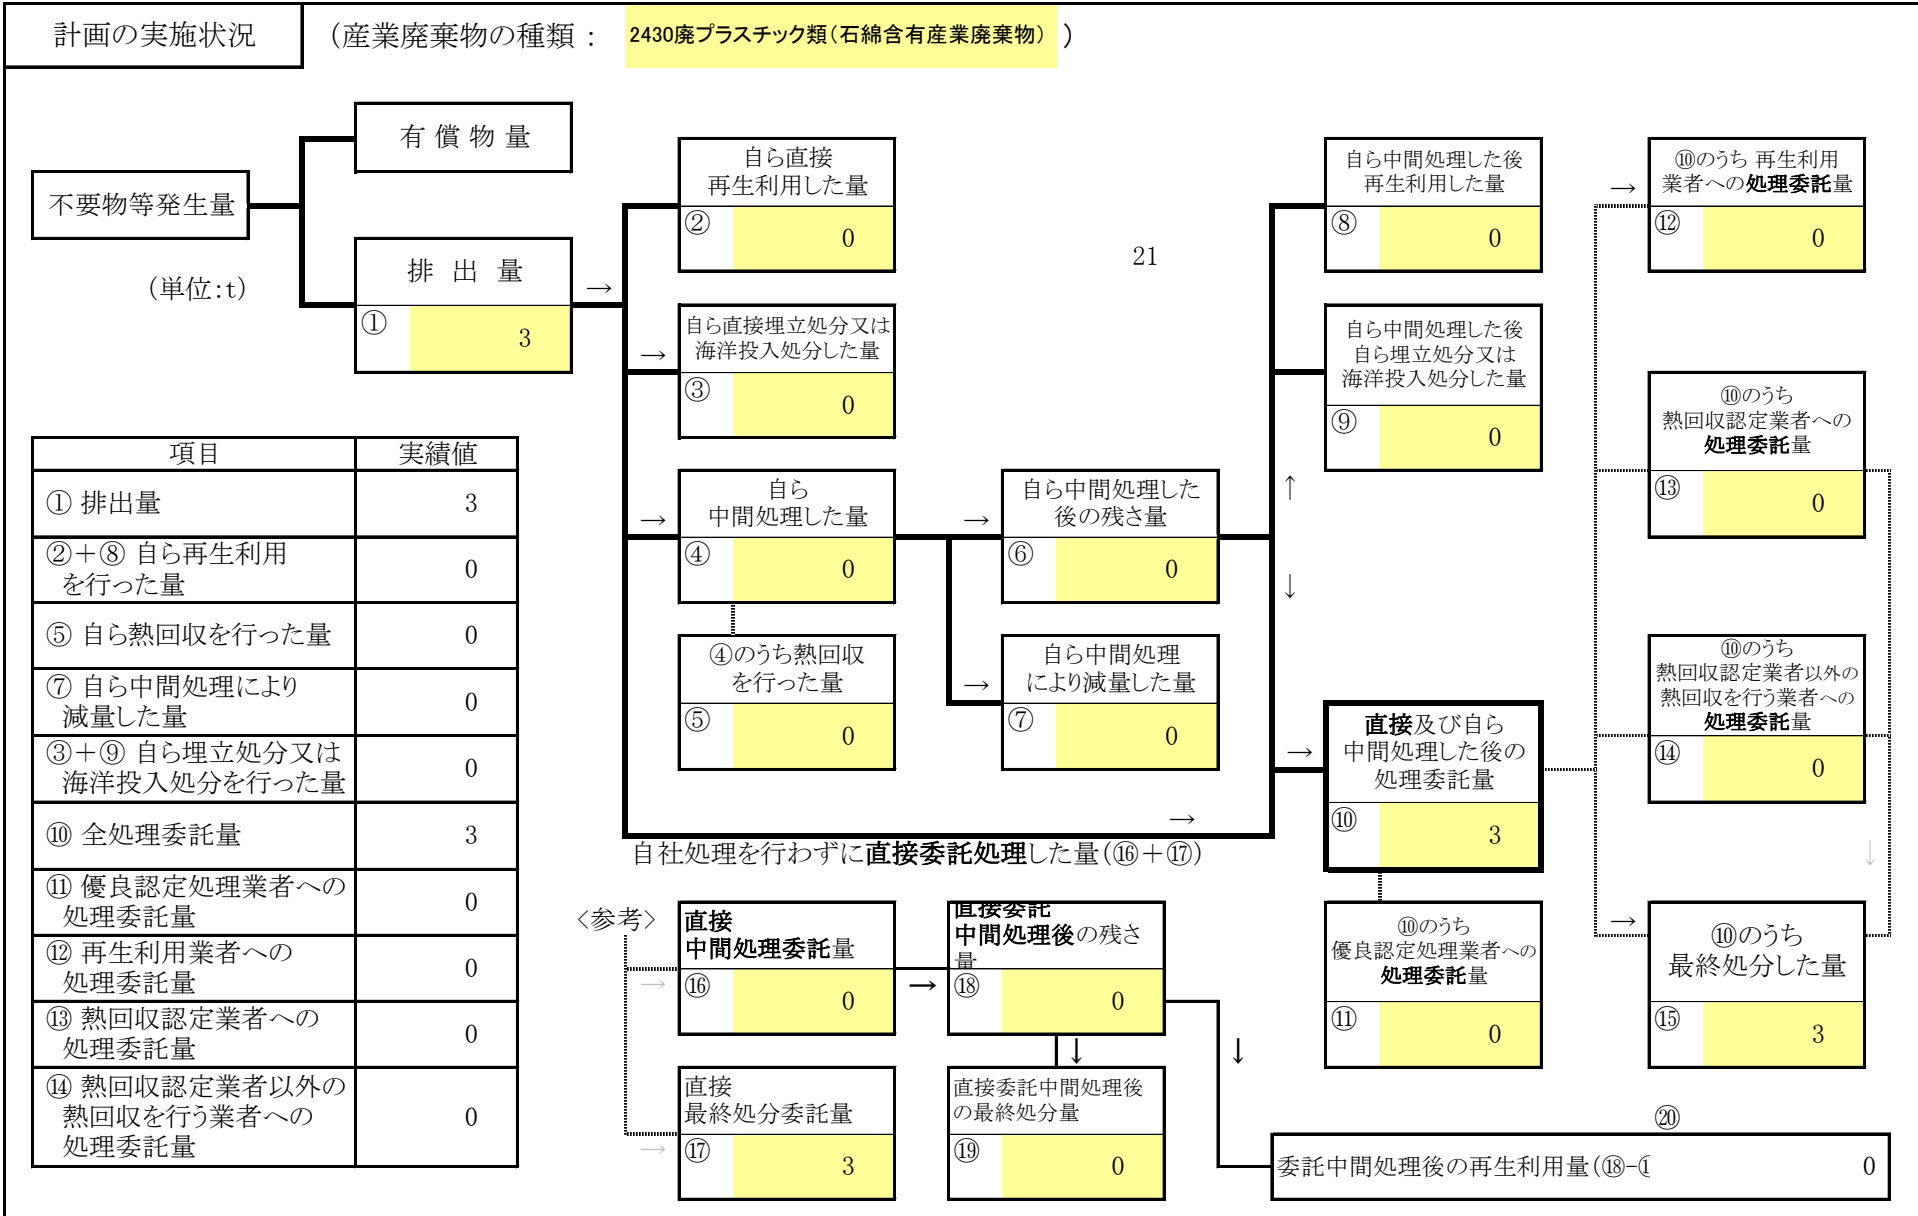 計画の実施状況
（産業廃棄物の種類： 2430廃プラスチック類（石綿含有産業廃棄物） ）
有 償 物 量
不要物等発生量
排 出 量
① 3
（単位:t）
→
自ら直接
再生利用した量
② 0
→
自ら直接埋立処分又は
海洋投入処分した量
③ 0
→
自ら
中間処理した量
④ 0
④のうち熱回収
を行った量
⑤ 0
→
自ら中間処理した
後の残さ量
⑥ 0
→
自ら中間処理
により減量した量
⑦ 0
21
自ら中間処理した後
再生利用した量
⑧ 0
自ら中間処理した後
自ら埋立処分又は
海洋投入処分した量
⑨ 0
↑
↓
→
直接及び自ら
中間処理した後の
処理委託量
⑩ 3
⑩のうち
優良認定処理業者への
処理委託量
⑪ 0
→
⑩のうち 再生利用
業者への処理委託量
⑫ 0
⑩のうち
熱回収認定業者への
処理委託量
⑬ 0
⑩のうち
熱回収認定業者以外の
熱回収を行う業者への
処理委託量
⑭ 0
↓
→
⑩のうち
最終処分した量
⑮ 3
→
自社処理を行わずに直接委託処理した量（⑯＋⑰）
項目 実績値
① 排出量 3
②＋⑧ 自ら再生利用
を行った量 0
⑤ 自ら熱回収を行った量 0
⑦ 自ら中間処理により
減量した量 0
③＋⑨ 自ら埋立処分又は
海洋投入処分を行った量 0
⑩ 全処理委託量 3
⑪ 優良認定処理業者への
処理委託量 0
⑫ 再生利用業者への
処理委託量 0
⑬ 熱回収認定業者への
処理委託量 0
⑭ 熱回収認定業者以外の
熱回収を行う業者への
処理委託量 0
〈参考〉
→
直接
中間処理委託量
⑯ 0
→
直接委託
中間処理後の残さ
量
⑱ 0
→
直接
最終処分委託量
⑰ 3
↓
直接委託中間処理後
の最終処分量
⑲ 0
↓
⑳
委託中間処理後の再生利用量（⑱-⑲ 0